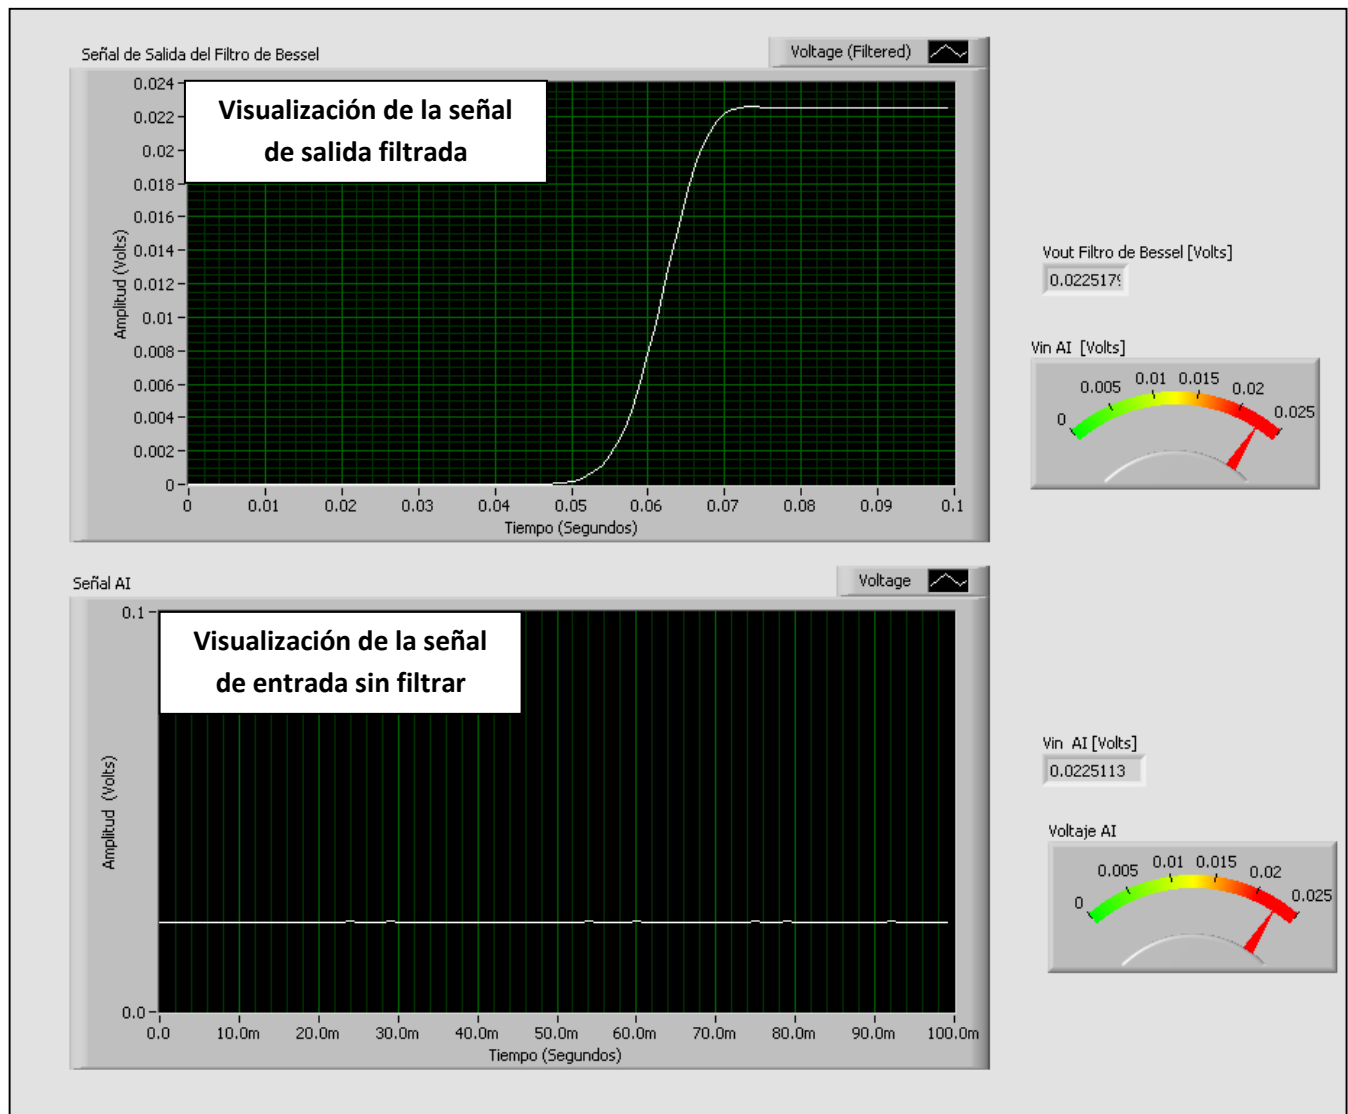 Señal de Salida del Filtro de Bessel
Voltage (Filtered)
Visualización de la señal
de salida filtrada
Amplitud (Volts)
0.024
0.022
0.02
0.018
0.016
0.014
0.012
0.01
0.008
0.006
0.004
0.002
0
0 0.01 0.02 0.03 0.04 0.05 0.06 0.07 0.08 0.09 0.1
Tiempo (Segundos)
Vout Filtro de Bessel [Volts]
0.0225179
Vin AI [Volts]
0 0.005 0.01 0.015 0.02 0.025
Señal AI
Voltage
Visualización de la señal
de entrada sin filtrar
Amplitud (Volts)
0.1
0.0
0.0 10.0m 20.0m 30.0m 40.0m 50.0m 60.0m 70.0m 80.0m 90.0m 100.0m
Tiempo (Segundos)
Vin AI [Volts]
0.0225113
Voltaje AI
0 0.005 0.01 0.015 0.02 0.025